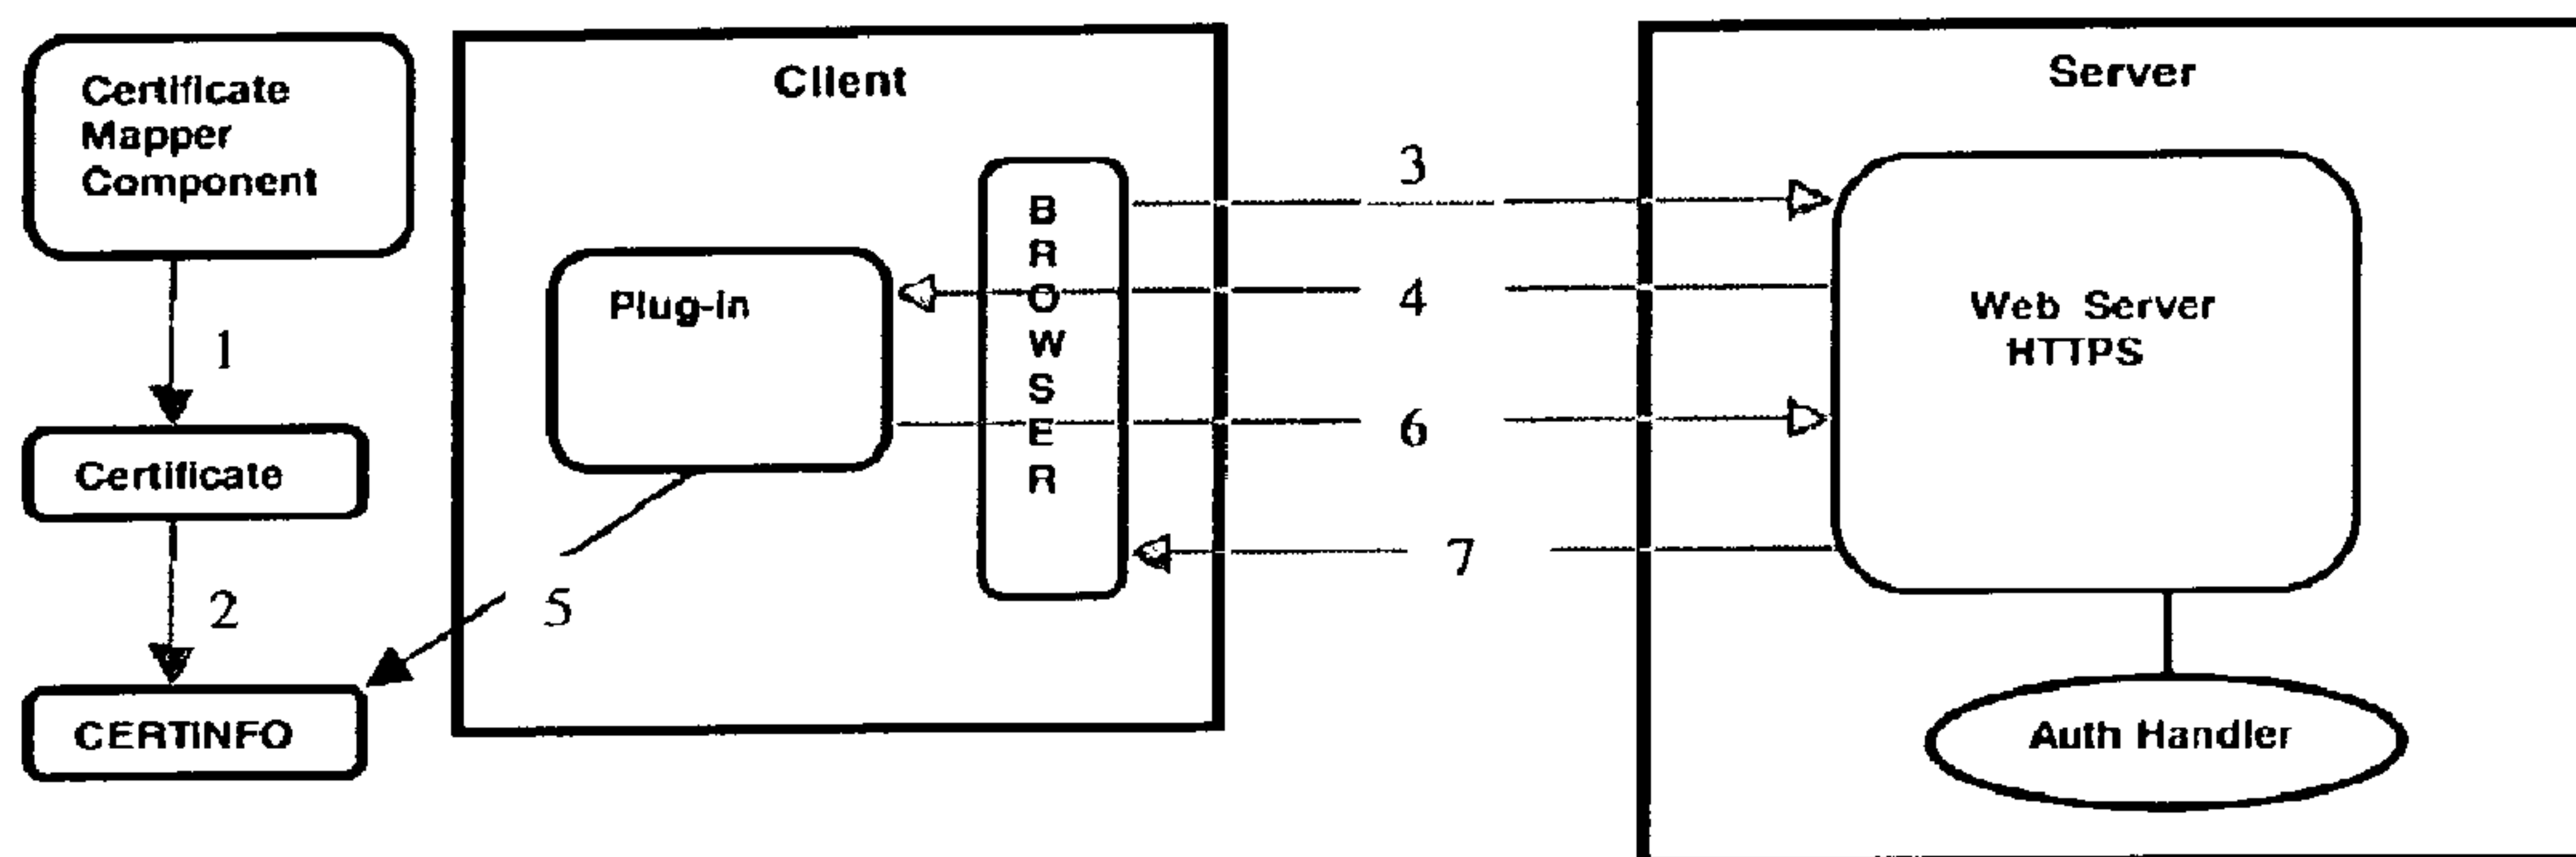 Certificate
Mapper
Component
1
Certificate
2
CERTINFO
Client
Plug-in
B
R
O
W
S
E
R
5
3
4
6
7
Server
Web Server
HTTPS
Auth Handler